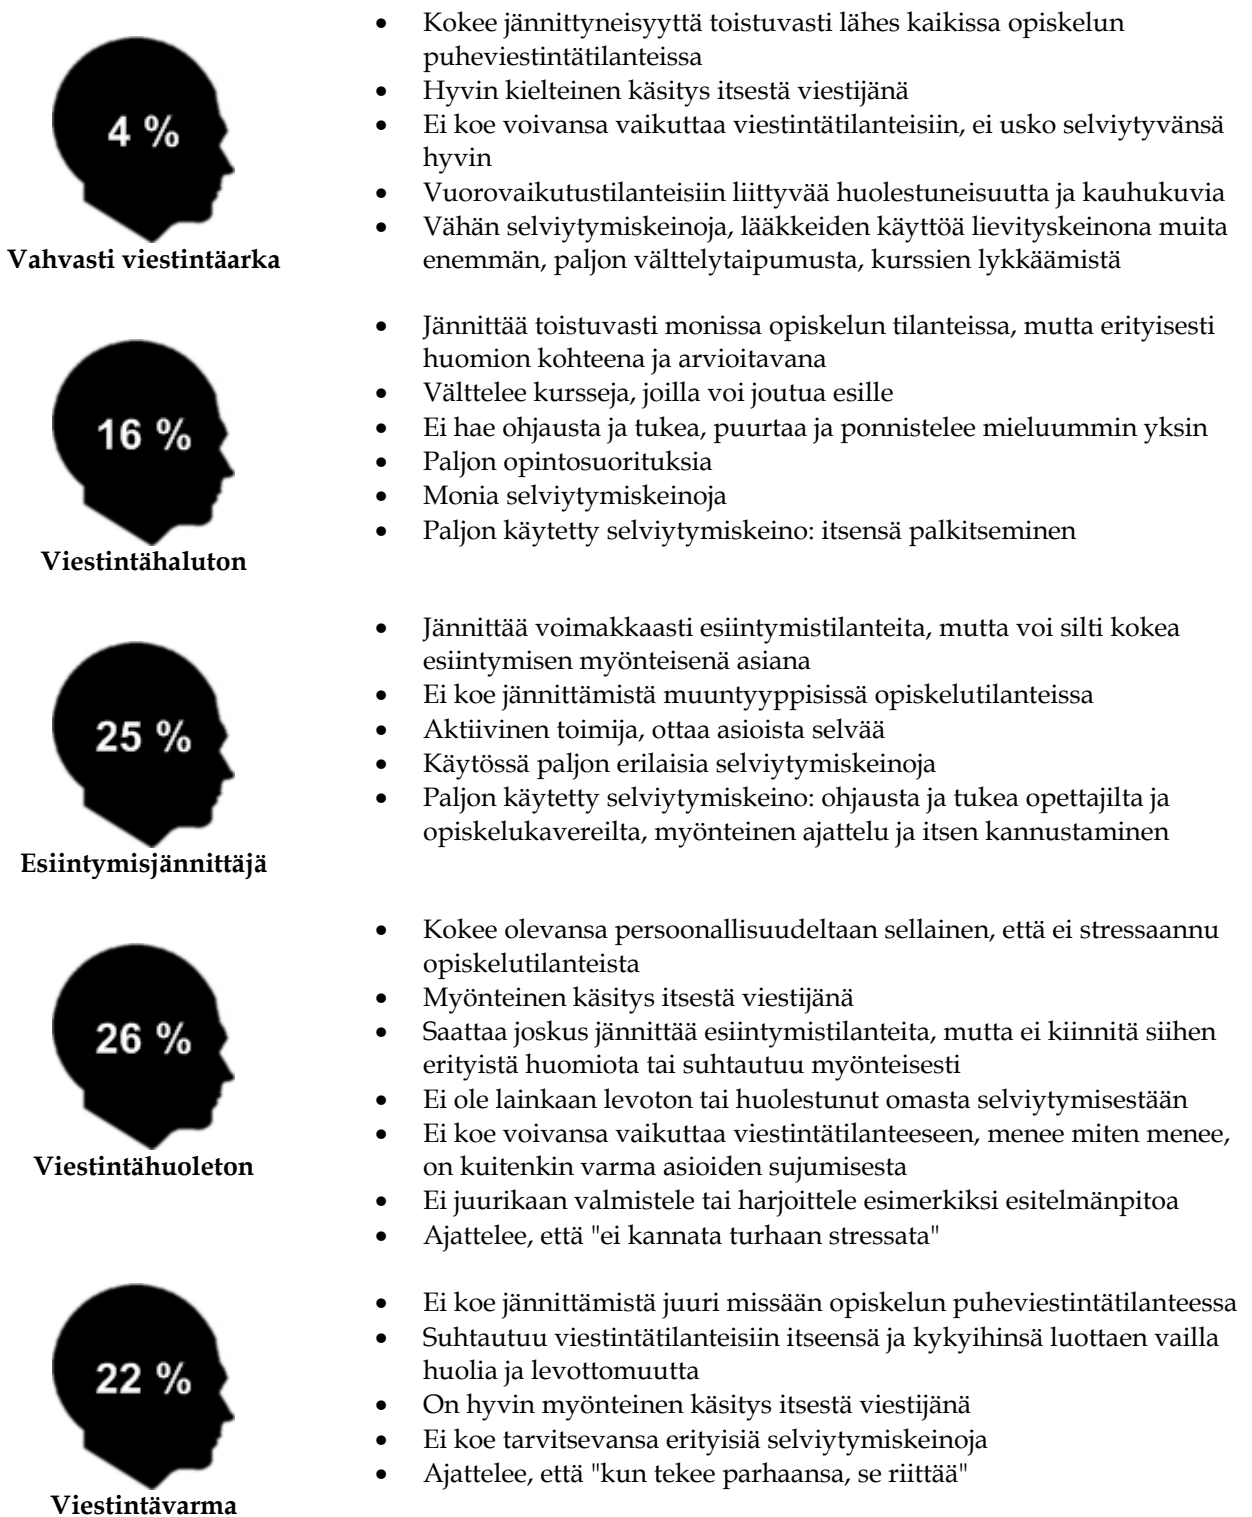 4 %
Vahvasti viestintäarka
• Kokee jännittyneisyyttä toistuvasti lähes kaikissa opiskelun
puheviestintätilanteissa
• Hyvin kielteinen käsitys itsestä viestijänä
• Ei koe voivansa vaikuttaa viestintätilanteisiin, ei usko selviytyvänsä
hyvin
• Vuorovaikutustilanteisiin liittyvää huolestuneisuutta ja kauhukuvia
• Vähän selviytymiskeinoja, lääkkeiden käyttöä lievityskeinona muita
enemmän, paljon välttelytaipumusta, kurssien lykkäämistä
16 %
Viestintähaluton
• Jännittää toistuvasti monissa opiskelun tilanteissa, mutta erityisesti
huomion kohteena ja arvioitavana
• Välttelee kursseja, joilla voi joutua esille
• Ei hae ohjausta ja tukea, puurtaa ja ponnistelee mieluummin yksin
• Paljon opintosuorituksia
• Monia selviytymiskeinoja
• Paljon käytetty selviytymiskeino: itsensä palkitseminen
25 %
Esiintymisjännittäjä
• Jännittää voimakkaasti esiintymistilanteita, mutta voi silti kokea
esiintymisen myönteisenä asiana
• Ei koe jännittämistä muuntyyppisissä opiskelutilanteissa
• Aktiivinen toimija, ottaa asioista selvää
• Käytössä paljon erilaisia selviytymiskeinoja
• Paljon käytetty selviytymiskeino: ohjausta ja tukea opettajilta ja
opiskelukavereilta, myönteinen ajattelu ja itsen kannustaminen
26 %
Viestintähuoleton
• Kokee olevansa persoonallisuudeltaan sellainen, että ei stressaannu
opiskelutilanteista
• Myönteinen käsitys itsestä viestijänä
• Saattaa joskus jännittää esiintymistilanteita, mutta ei kiinnitä siihen
erityistä huomiota tai suhtautuu myönteisesti
• Ei ole lainkaan levoton tai huolestunut omasta selviytymisestään
• Ei koe voivansa vaikuttaa viestintätilanteeseen, menee miten menee,
on kuitenkin varma asioiden sujumisesta
• Ei juurikaan valmistele tai harjoittele esimerkiksi esitelmänpitoa
• Ajattelee, että "ei kannata turhaan stressata"
22 %
Viestintävarma
• Ei koe jännittämistä juuri missään opiskelun puheviestintätilanteessa
• Suhtautuu viestintätilanteisiin itseensä ja kykyihinsä luottaen vailla
huolia ja levottomuutta
• On hyvin myönteinen käsitys itsestä viestijänä
• Ei koe tarvitsevansa erityisiä selviytymiskeinoja
• Ajattelee, että "kun tekee parhaansa, se riittää"